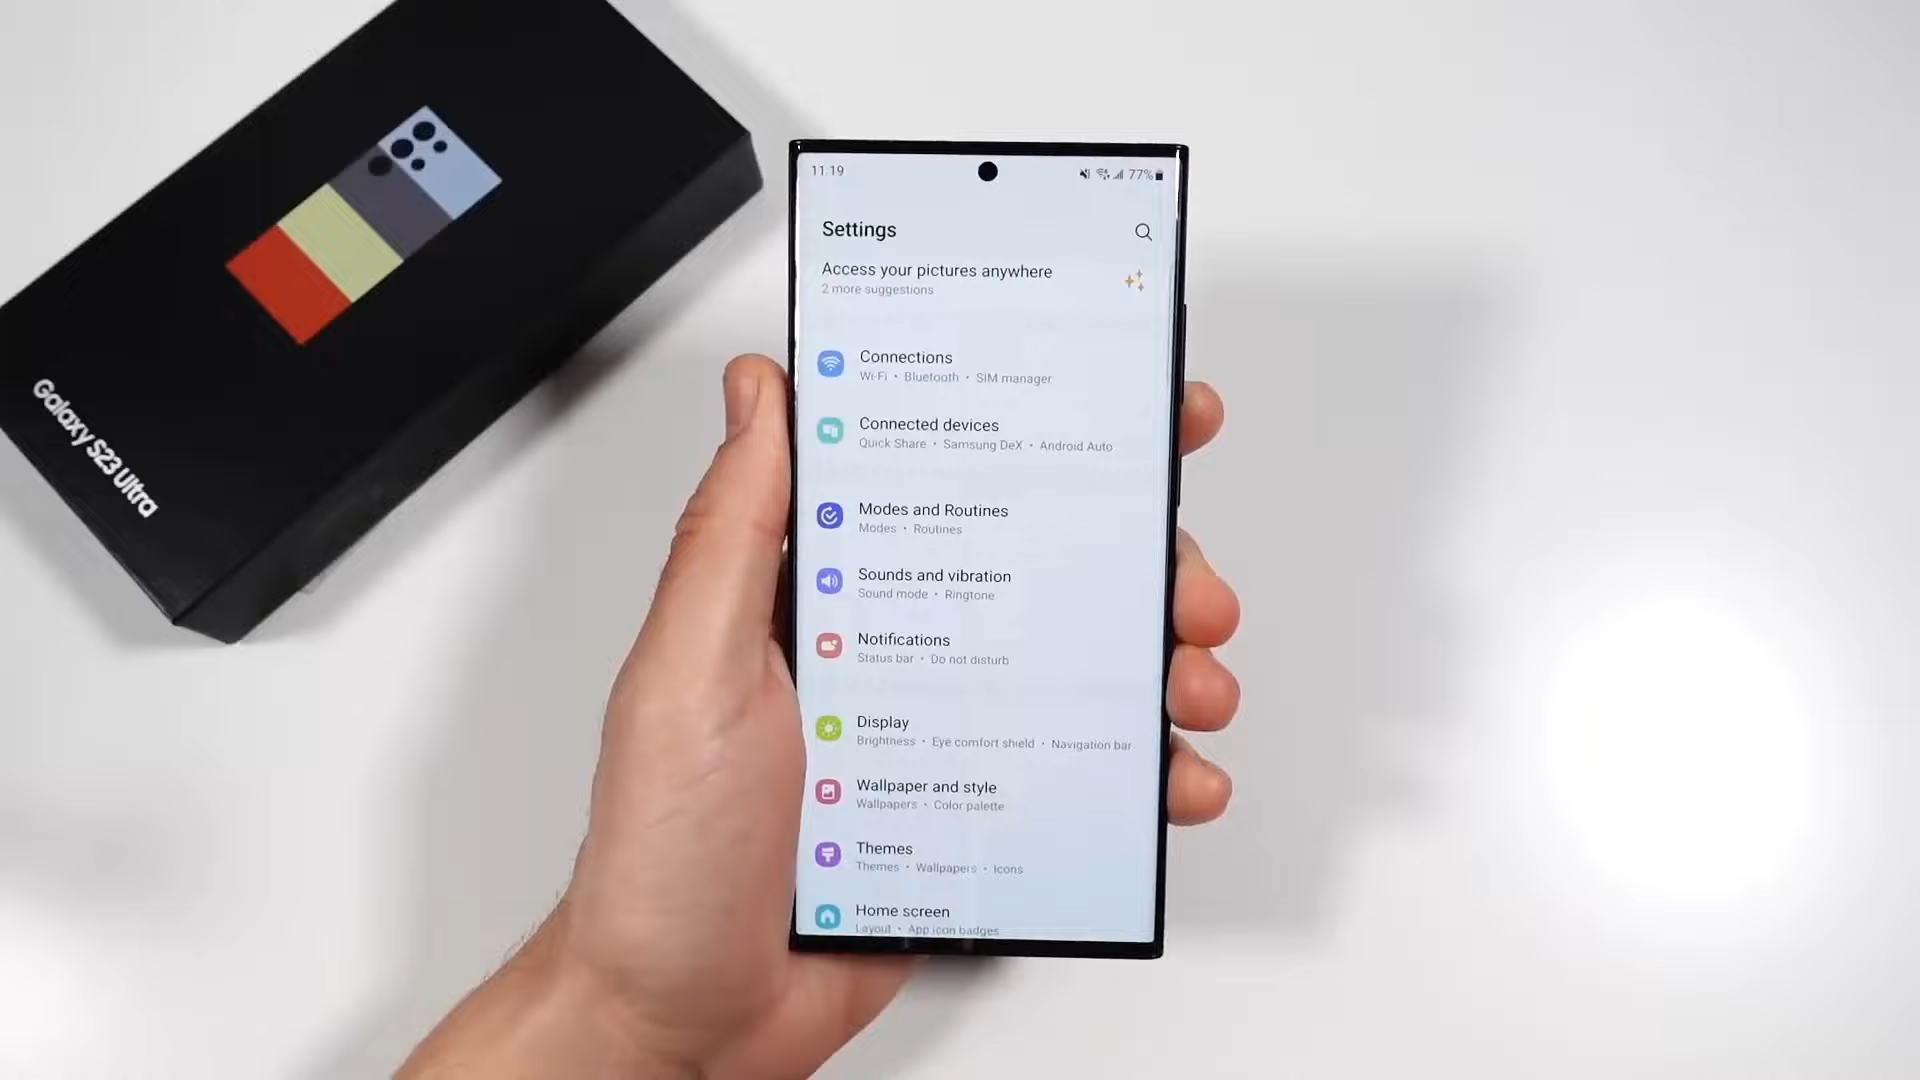 Galaxy S23 Ultra
11:19
77%
Settings
Access your pictures anywhere
2 more suggestions
Connections
Wi-Fi • Bluetooth • SIM manager
Connected devices
Quick Share • Samsung DeX • Android Auto
Modes and Routines
Modes • Routines
Sounds and vibration
Sound mode • Ringtone
Notifications
Status bar • Do not disturb
Display
Brightness • Eye comfort shield • Navigation bar
Wallpaper and style
Wallpapers • Color palette
Themes
Themes • Wallpapers • Icons
Home screen
Layout • App icon badges